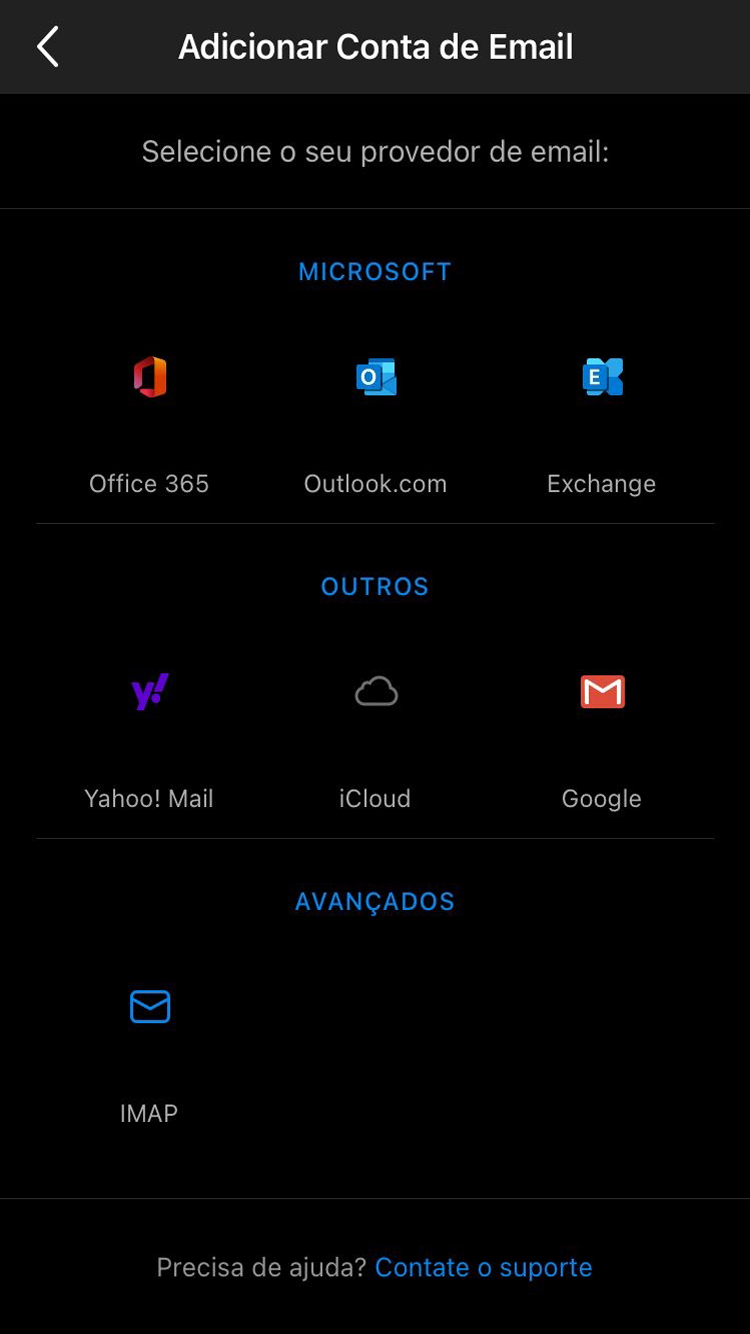 Adicionar Conta de Email
Selecione o seu provedor de email:
MICROSOFT
Office 365
Outlook.com
Exchange
OUTROS
Yahoo! Mail
iCloud
Google
AVANÇADOS
IMAP
Precisa de ajuda? Contate o suporte